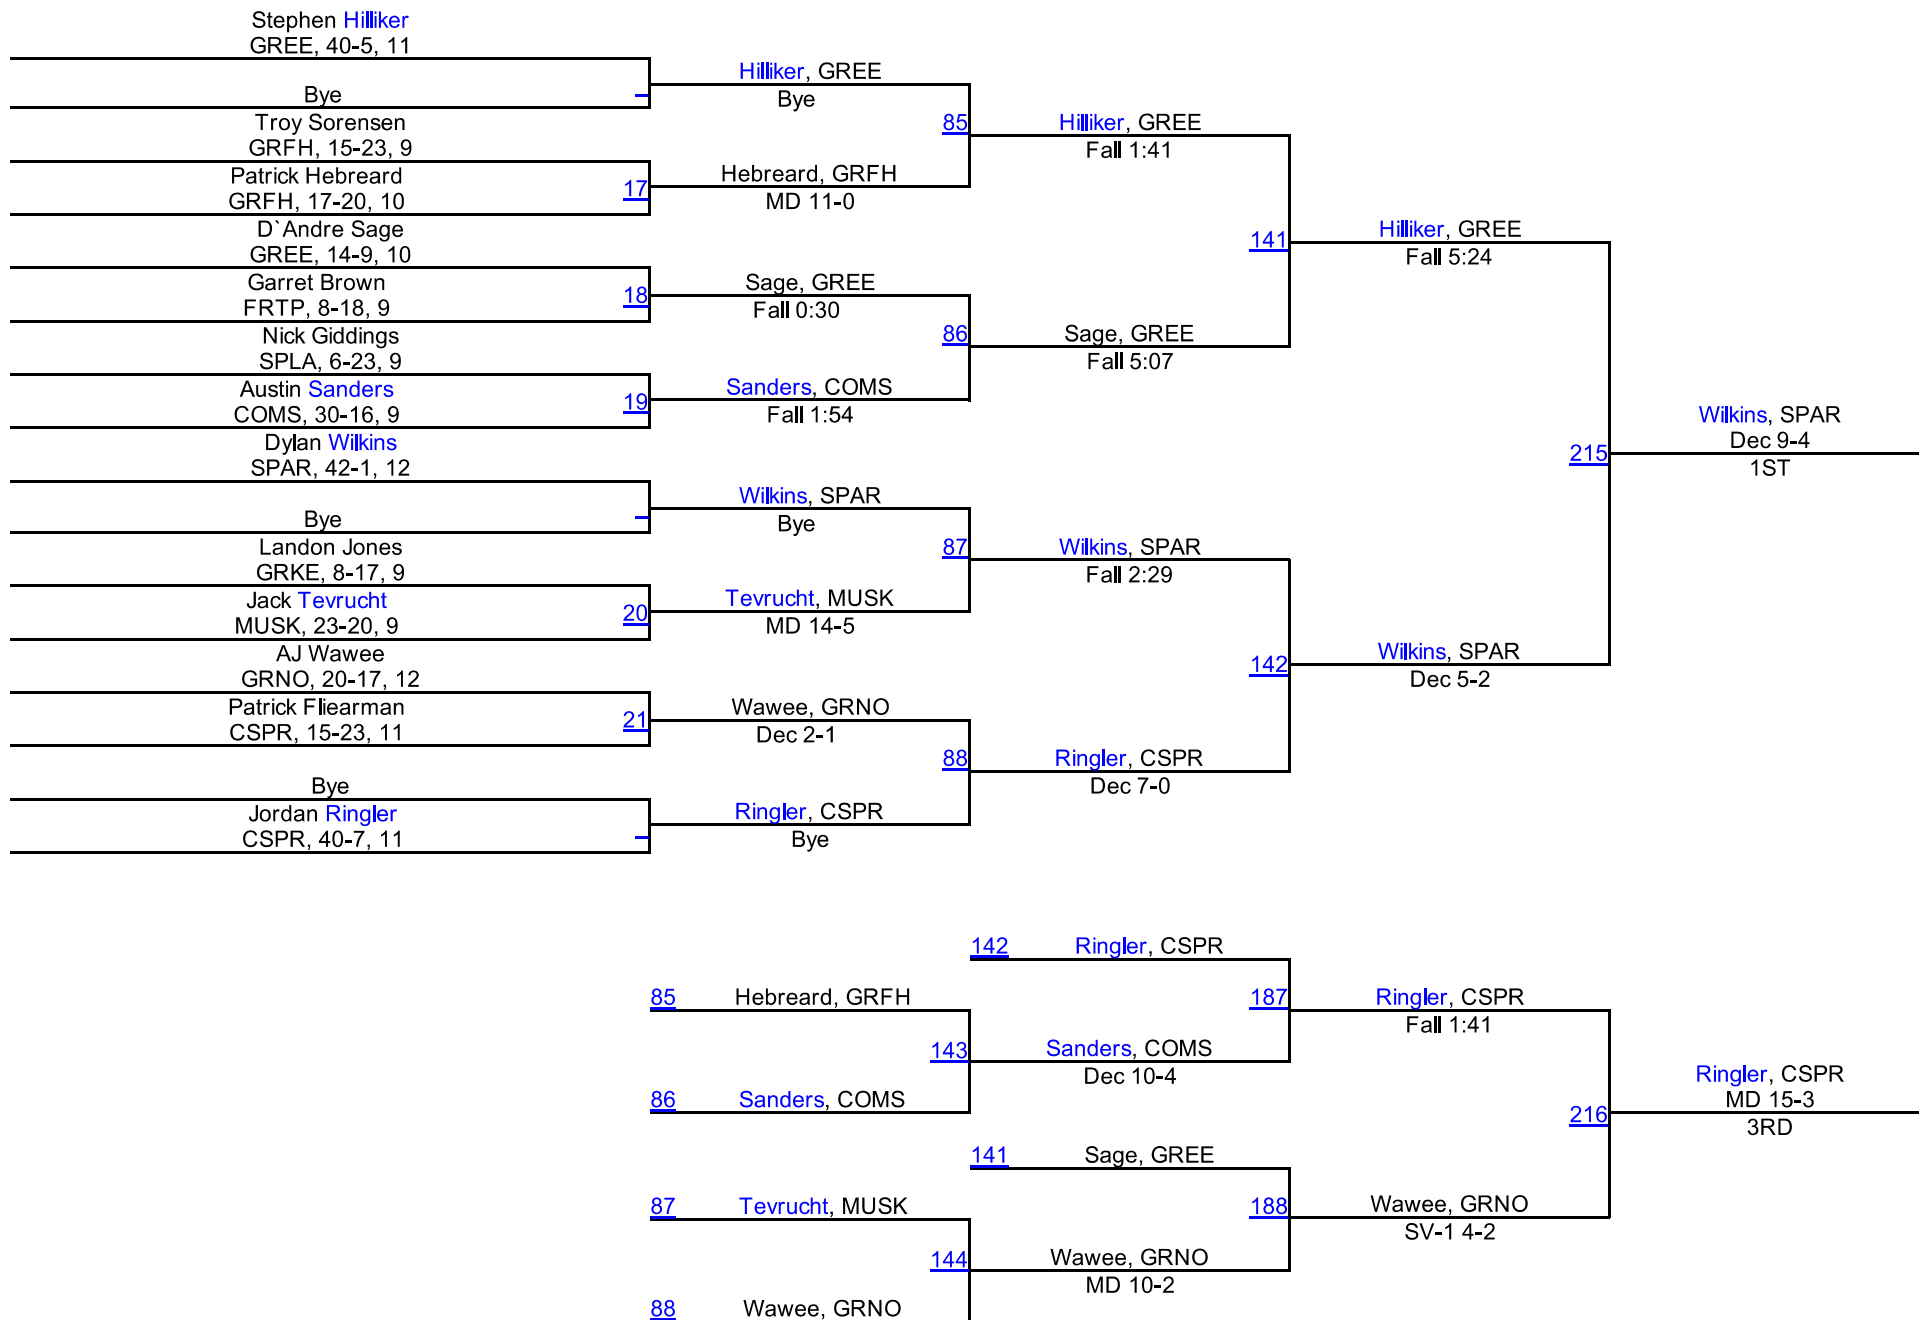 Stephen Hilliker
GREE, 40-5, 11
Bye
Troy Sorensen
GRFH, 15-23, 9
Patrick Hebreard
GRFH, 17-20, 10
17
D`Andre Sage
GREE, 14-9, 10
Garret Brown
FRTP, 8-18, 9
18
Nick Giddings
SPLA, 6-23, 9
Austin Sanders
COMS, 30-16, 9
19
Dylan Wilkins
SPAR, 42-1, 12
Bye
Landon Jones
GRKE, 8-17, 9
Jack Tevrucht
MUSK, 23-20, 9
20
AJ Wawee
GRNO, 20-17, 12
Patrick Fliearman
CSPR, 15-23, 11
21
Bye
Jordan Ringler
CSPR, 40-7, 11
Hilliker, GREE
Bye
85
Hebreard, GRFH
MD 11-0
Sage, GREE
Fall 0:30
86
Sanders, COMS
Fall 1:54
Wilkins, SPAR
Bye
87
Tevrucht, MUSK
MD 14-5
Wawee, GRNO
Dec 2-1
88
Ringler, CSPR
Bye
Hilliker, GREE
Fall 1:41
141
Sage, GREE
Fall 5:07
Wilkins, SPAR
Fall 2:29
142
Ringler, CSPR
Dec 7-0
Hilliker, GREE
Fall 5:24
215
Wilkins, SPAR
Dec 5-2
Wilkins, SPAR
Dec 9-4
1ST
85 Hebreard, GRFH
143
86 Sanders, COMS
87 Tevrucht, MUSK
144
88 Wawee, GRNO
142 Ringler, CSPR
187
Sanders, COMS
Dec 10-4
141 Sage, GREE
188
Wawee, GRNO
MD 10-2
Ringler, CSPR
Fall 1:41
216
Wawee, GRNO
SV-1 4-2
Ringler, CSPR
MD 15-3
3RD